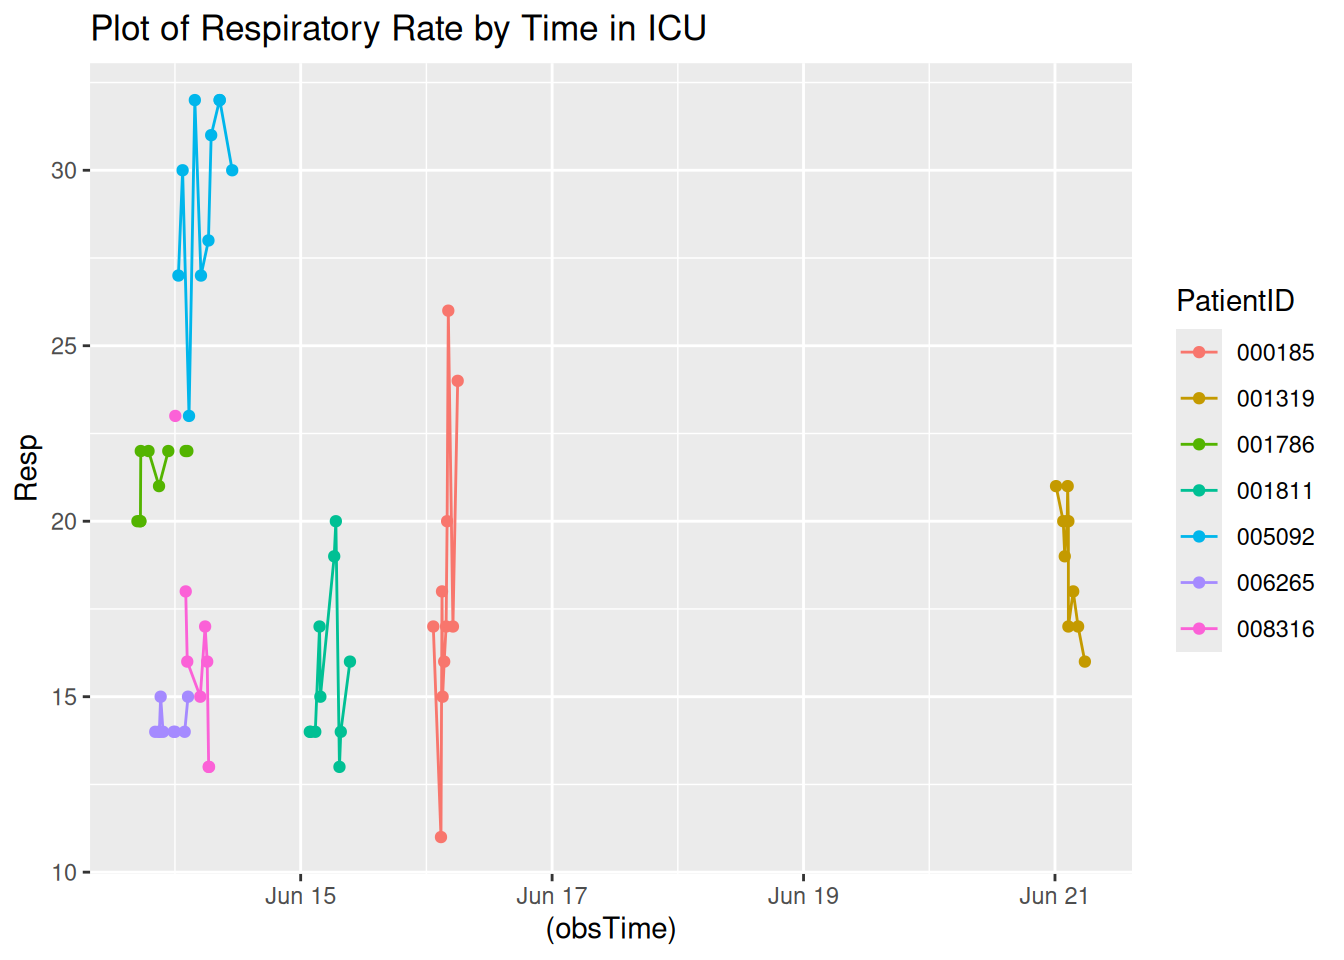 Plot of Respiratory Rate by Time in ICU
Resp
30
25
20
15
10
Jun 15
Jun 17
Jun 19
Jun 21
(obsTime)
PatientID
000185
001319
001786
001811
005092
006265
008316